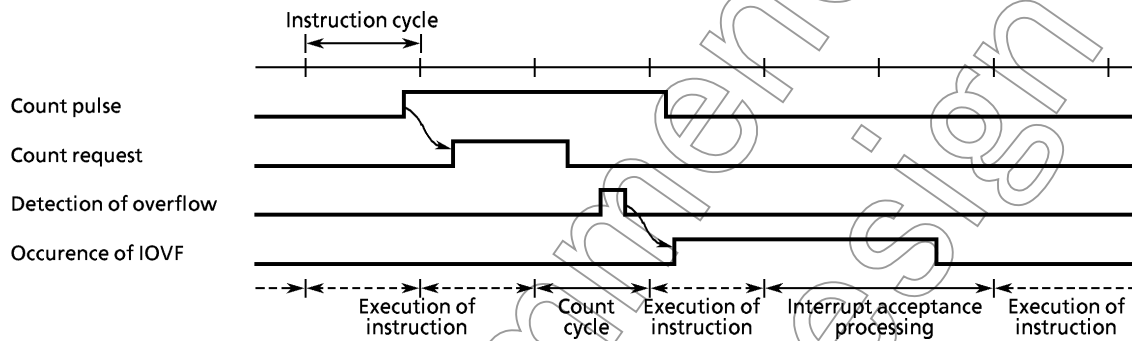 Instruction cycle
Count pulse
Count request
Detection of overflow
Occurence of IOVF
Execution of
instruction
Count
cycle
Execution of
instruction
Interrupt acceptance
processing
Execution of
instruction